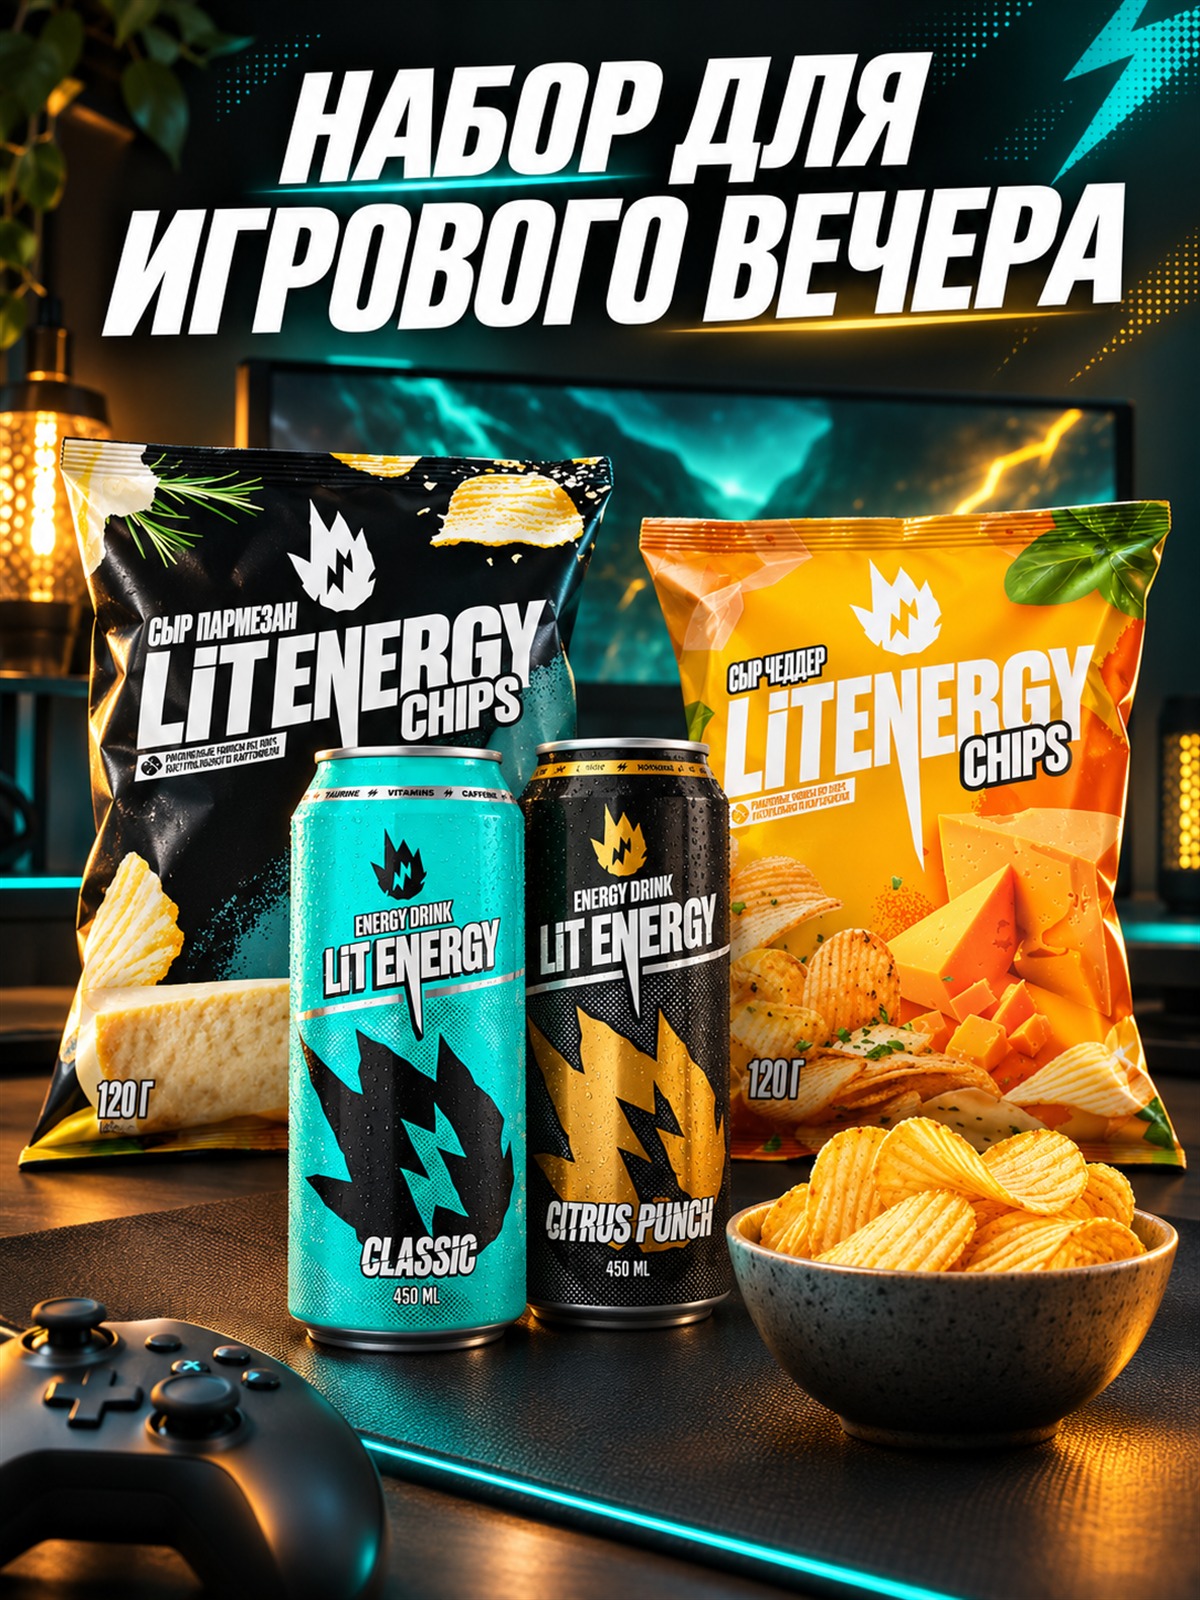 НАБОР ДЛЯ
ИГРОВОГО ВЕЧЕРА
СЫР ПАРМЕЗАН
LITENERGY
CHIPS
120 Г
СЫР ЧЕДДЕР
LITENERGY
CHIPS
120 Г
TAURINE VITAMINS CAFFEINE
ENERGY DRINK
LIT ENERGY
CLASSIC
450 ML
ENERGY DRINK
LIT ENERGY
CITRUS PUNCH
450 ML